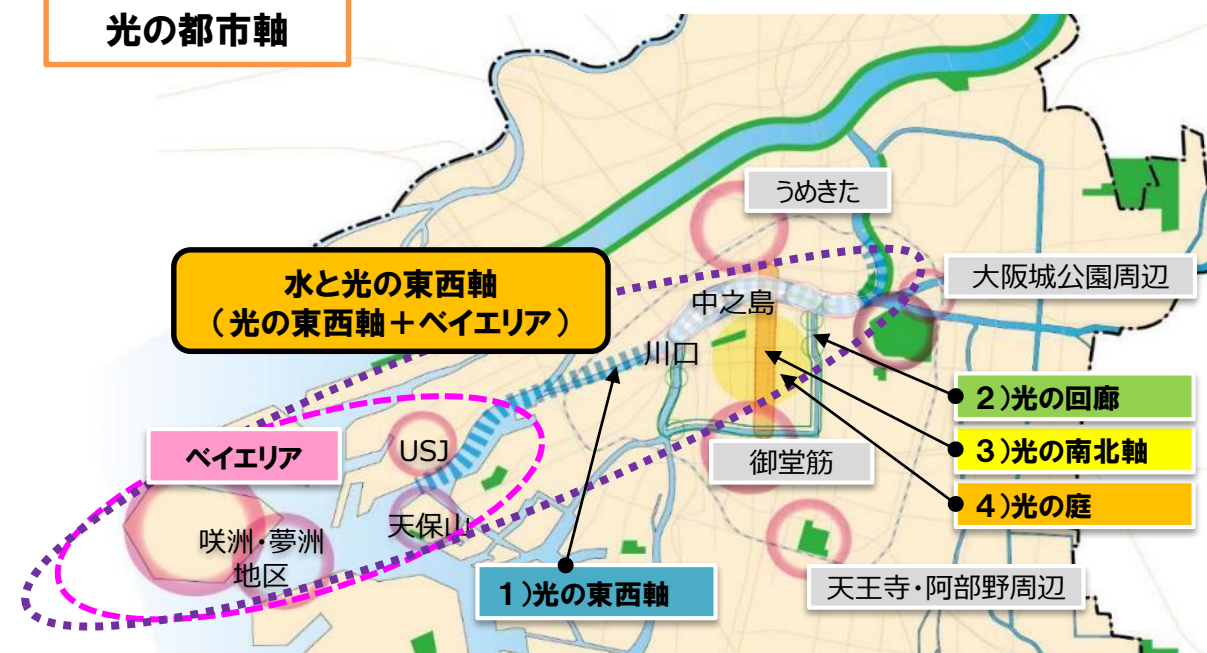 光の都市軸
うめきた
水と光の東西軸
（光の東西軸＋ベイエリア）
中之島
大阪城公園周辺
川口
2）光の回廊
ベイエリア
USJ
御堂筋
3）光の南北軸
4）光の庭
天保山
咲洲・夢洲
地区
1）光の東西軸
天王寺・阿部野周辺